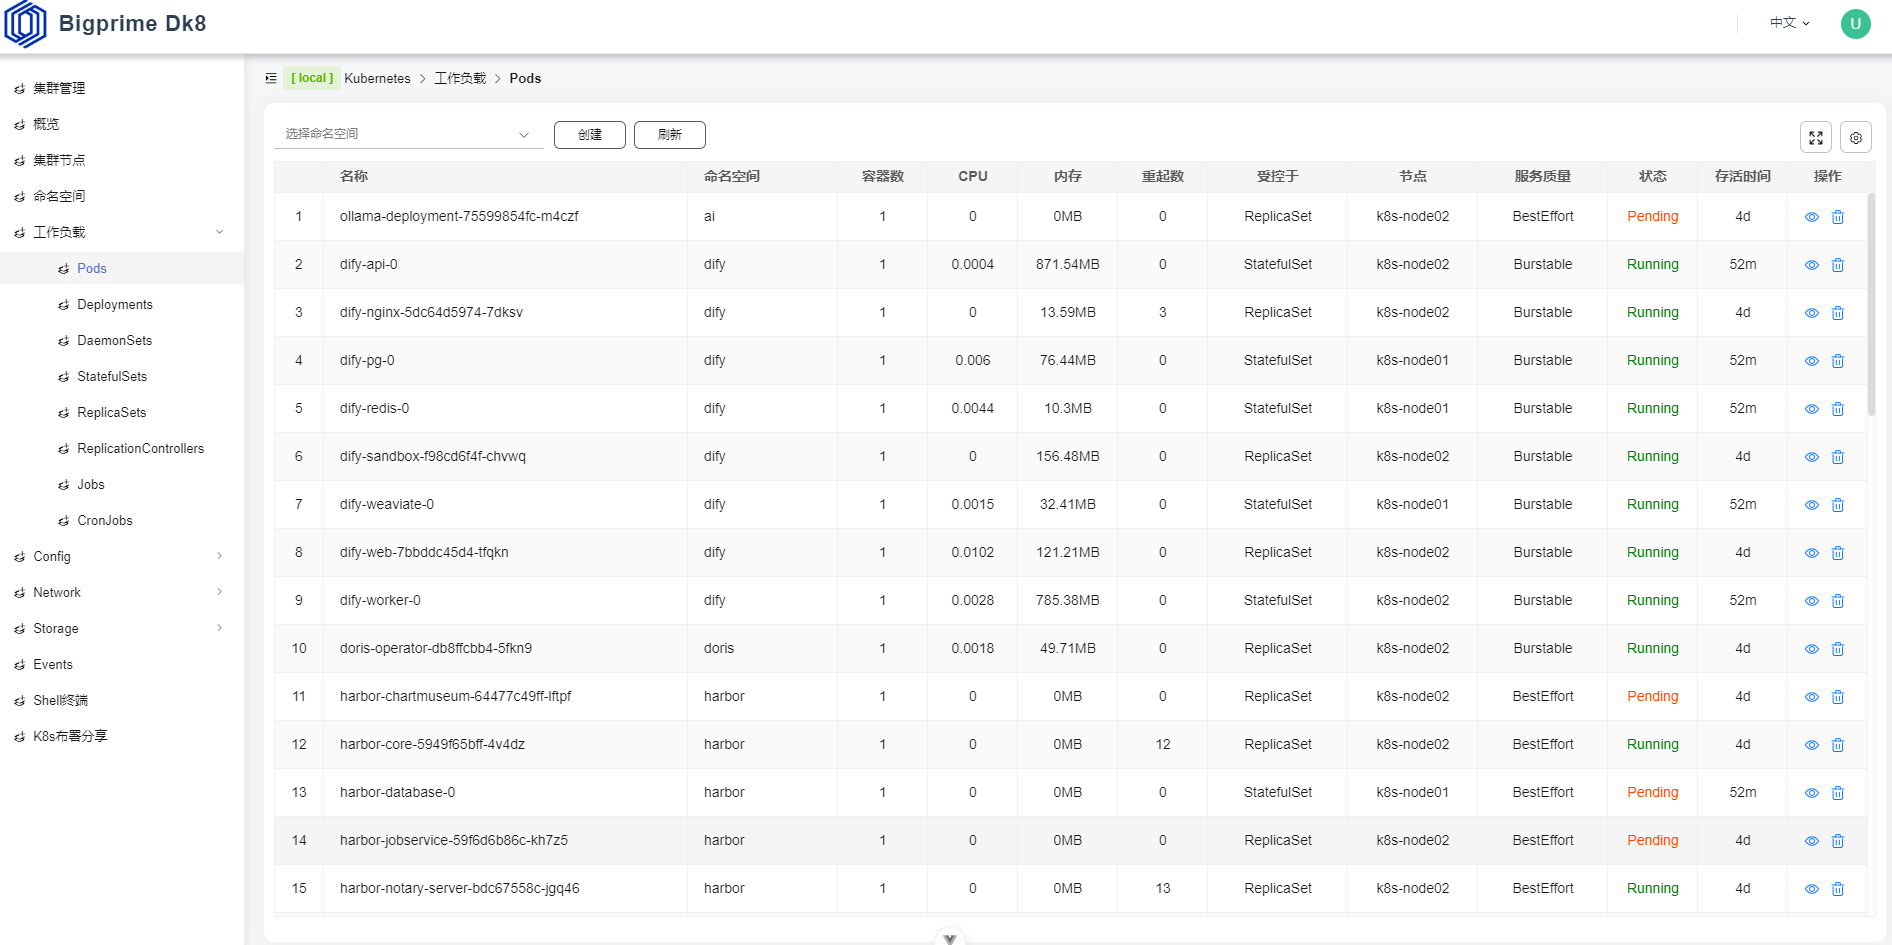 Bigprime Dk8
中文
U
集群管理
概览
集群节点
命名空间
工作负载
Pods
Deployments
DaemonSets
StatefulSets
ReplicaSets
ReplicationControllers
Jobs
CronJobs
Config
Network
Storage
Events
Shell终端
K8s布署分享
[ local ] Kubernetes > 工作负载 > Pods
选择命名空间 创建 刷新
名称 命名空间 容器数 CPU 内存 重起数 受控于 节点 服务质量 状态 存活时间 操作
1 ollama-deployment-75599854fc-m4czf ai 1 0 0MB 0 ReplicaSet k8s-node02 BestEffort Pending 4d
2 dify-api-0 dify 1 0.0004 871.54MB 0 StatefulSet k8s-node02 Burstable Running 52m
3 dify-nginx-5dc64d5974-7dksv dify 1 0 13.59MB 3 ReplicaSet k8s-node02 Burstable Running 4d
4 dify-pg-0 dify 1 0.006 76.44MB 0 StatefulSet k8s-node01 Burstable Running 52m
5 dify-redis-0 dify 1 0.0044 10.3MB 0 StatefulSet k8s-node01 Burstable Running 52m
6 dify-sandbox-f98cd6f4f-chvwq dify 1 0 156.48MB 0 ReplicaSet k8s-node02 Burstable Running 4d
7 dify-weaviate-0 dify 1 0.0015 32.41MB 0 StatefulSet k8s-node01 Burstable Running 52m
8 dify-web-7bbddc45d4-tfqkn dify 1 0.0102 121.21MB 0 ReplicaSet k8s-node02 Burstable Running 4d
9 dify-worker-0 dify 1 0.0028 785.38MB 0 StatefulSet k8s-node02 Burstable Running 52m
10 doris-operator-db8ffcbb4-5fkn9 doris 1 0.0018 49.71MB 0 ReplicaSet k8s-node02 Burstable Running 4d
11 harbor-chartmuseum-64477c49ff-lftpf harbor 1 0 0MB 0 ReplicaSet k8s-node02 BestEffort Pending 4d
12 harbor-core-5949f65bff-4v4dz harbor 1 0 0MB 12 ReplicaSet k8s-node02 BestEffort Running 4d
13 harbor-database-0 harbor 1 0 0MB 0 StatefulSet k8s-node01 BestEffort Pending 52m
14 harbor-jobservice-59f6d6b86c-kh7z5 harbor 1 0 0MB 0 ReplicaSet k8s-node02 BestEffort Pending 4d
15 harbor-notary-server-bdc67558c-jgq46 harbor 1 0 0MB 13 ReplicaSet k8s-node02 BestEffort Running 4d